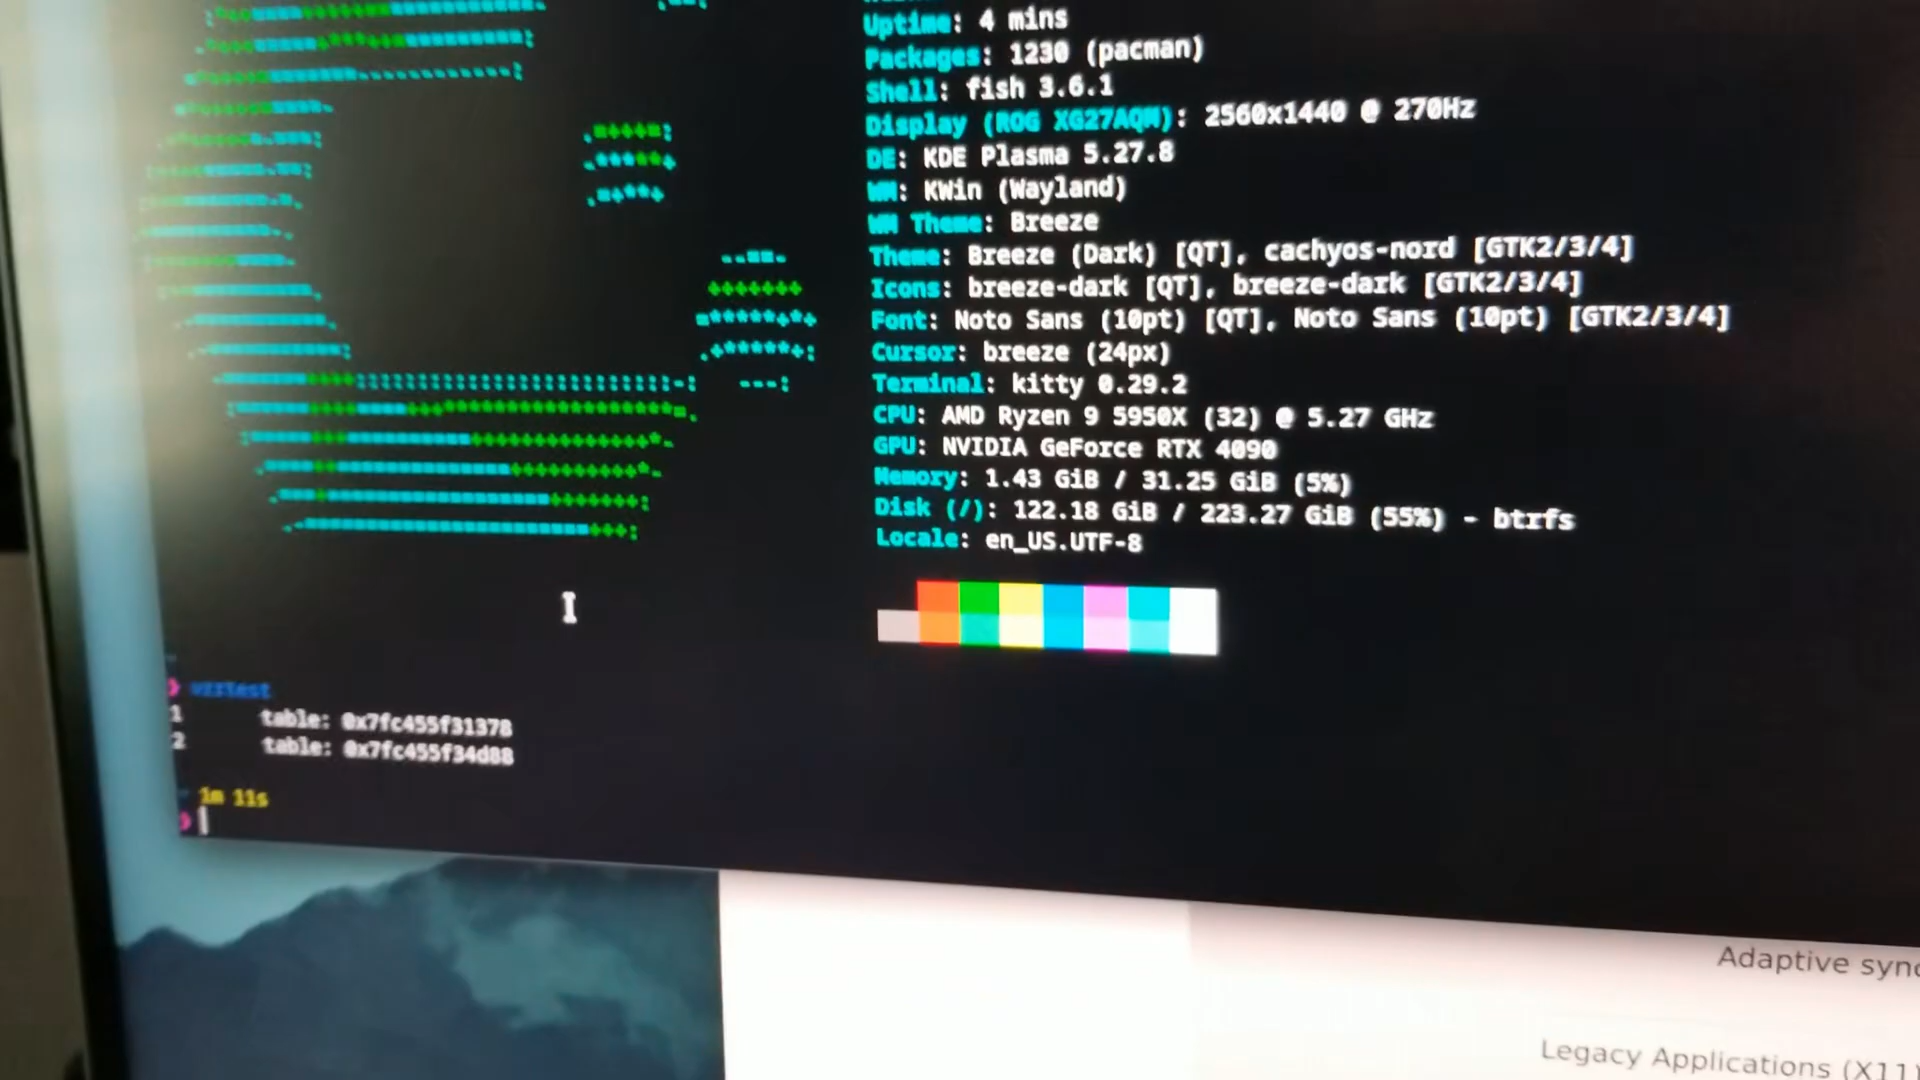 Uptime: 4 mins
Packages: 1230 (pacman)
Shell: fish 3.6.1
Display (ROG XG27AQM): 2560x1440 @ 270Hz
DE: KDE Plasma 5.27.8
WM: KWin (Wayland)
WM Theme: Breeze
Theme: Breeze (Dark) [QT], cachyos-nord [GTK2/3/4]
Icons: breeze-dark [QT], breeze-dark [GTK2/3/4]
Font: Noto Sans (10pt) [QT], Noto Sans (10pt) [GTK2/3/4]
Cursor: breeze (24px)
Terminal: kitty 0.29.2
CPU: AMD Ryzen 9 5950X (32) @ 5.27 GHz
GPU: NVIDIA GeForce RTX 4090
Memory: 1.43 GiB / 31.25 GiB (5%)
Disk (/): 122.18 GiB / 223.27 GiB (55%) - btrfs
Locale: en_US.UTF-8
❯ vrrtest
1 table: 0x7fc455f31378
2 table: 0x7fc455f34d88
~ 1m 11s
❯
Adaptive sync
Legacy Applications (X11)